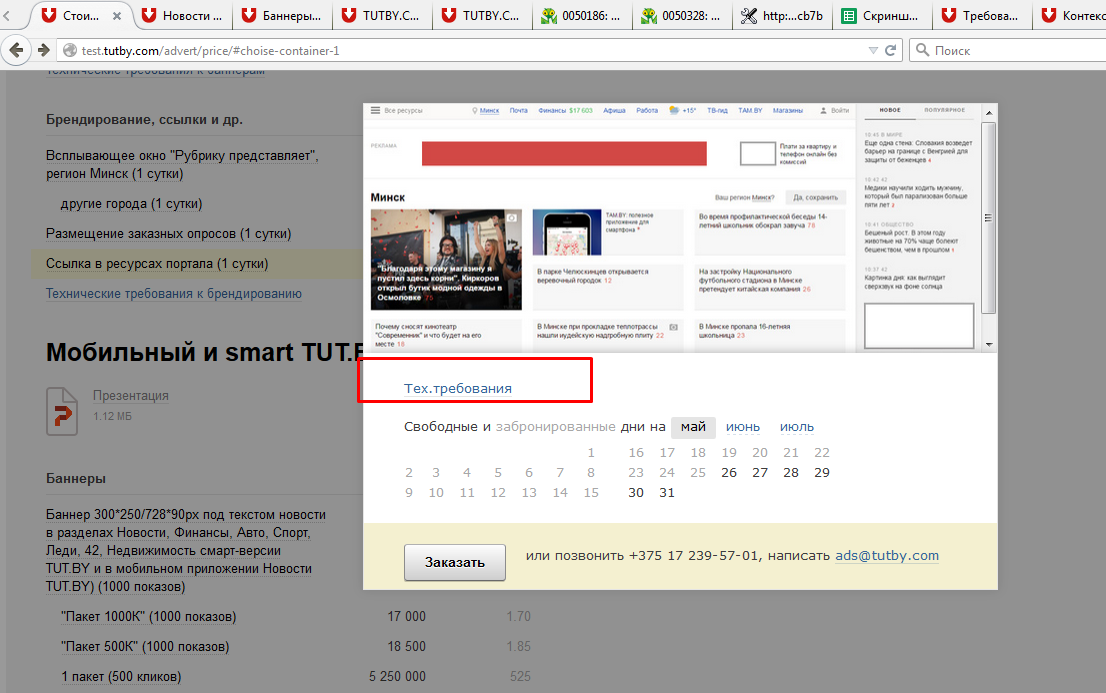 Стои...
Новости ...
Баннеры...
TUTBY.C...
TUTBY.C...
0050186: ...
0050328: ...
http:...cb7b
Скринш...
Требова...
Контекс
test.tutby.com/advert/price/#choise-container-1
Поиск
Технические требования к баннерам
Брендирование, ссылки и др.
Всплывающее окно "Рубрику представляет",
регион Минск (1 сутки)
другие города (1 сутки)
Размещение заказных опросов (1 сутки)
Ссылка в ресурсах портала (1 сутки)
Технические требования к брендированию
Мобильный и smart TUT.B
Презентация
1.12 МБ
Баннеры
Баннер 300*250/728*90px под текстом новости
в разделах Новости, Финансы, Авто, Спорт,
Леди, 42, Недвижимость смарт-версии
TUT.BY и в мобильном приложении Новости
TUT.BY) (1000 показов)
"Пакет 1000К" (1000 показов) 17 000 1.70
"Пакет 500К" (1000 показов) 18 500 1.85
1 пакет (500 кликов) 5 250 000 525
Все ресурсы Минск Почта Финансы $17 603 Афиша Работа +15° ТВ-гид TAM.BY Магазины Войти
РЕКЛАМА
Плати за квартиру и
телефон онлайн без
комиссий
Минск
Ваш регион Минск? Да, сохранить
"Благодаря этому магазину я
пустил здесь корни". Киркоров
открыл бутик модной одежды в
Осмоловке 75
TAM.BY: полезное
приложение для
смартфона
Во время профилактической беседы 14-
летний школьник обокрал завуча 78
В парке Челюскинцев открывается
веревочный городок 12
На застройку Национального
футбольного стадиона в Минске
претендует китайская компания 26
Почему сносят кинотеатр
"Современник" и что будет на его
месте 18
В Минске при прокладке теплотрассы
нашли иудейскую надгробную плиту 22
В Минске пропала 16-летняя
школьница 23
НОВОЕ ПОПУЛЯРНОЕ
10:45 В МИРЕ
Еще одна стена: Словакия возведет
барьер на границе с Венгрией для
защиты от беженцев 4
10:42 42
Медики научили ходить мужчину,
который был парализован больше
пяти лет 2
10:41 ОБЩЕСТВО
Бешеный рост. В этом году
животные на 70% чаще болеют
бешенством, чем в прошлом 1
10:37 42
Картинка дня: как выглядит
сверхзвук на фоне солнца
Тех.требования
Свободные и забронированные дни на май июнь июль
1 16 17 18 19 20 21 22
2 3 4 5 6 7 8 23 24 25 26 27 28 29
9 10 11 12 13 14 15 30 31
Заказать
или позвонить +375 17 239-57-01, написать ads@tutby.com